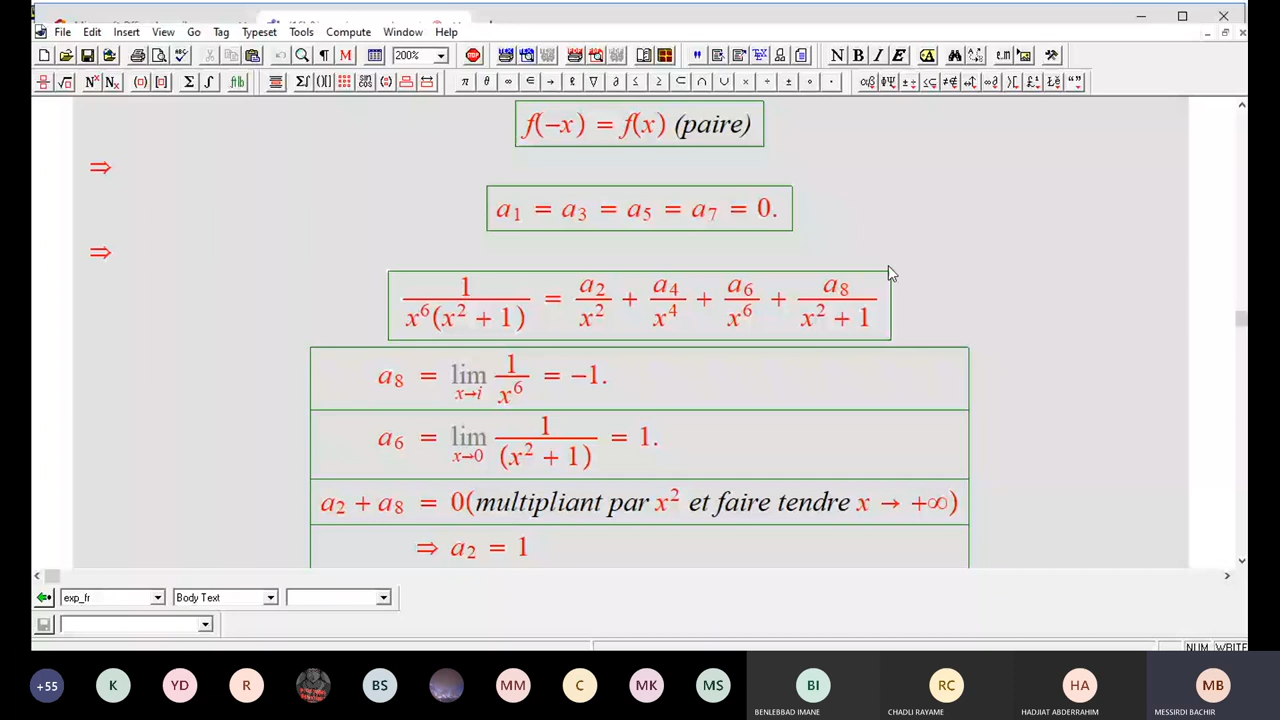 File Edit Insert View Go Tag Typeset Tools Compute Window Help
200%
f(−x) = f(x) (paire)
⇒
a₁ = a₃ = a₅ = a₇ = 0.
⇒
1/(x⁶(x² + 1)) = a₂/x² + a₄/x⁴ + a₆/x⁶ + a₈/(x² + 1)
a₈ = lim x→i 1/x⁶ = −1.
a₆ = lim x→0 1/(x² + 1) = 1.
a₂ + a₈ = 0(multipliant par x² et faire tendre x → +∞)
⇒ a₂ = 1
exp_fr Body Text
NUM WRITE
+55 K YD R BS MM C MK MS BI RC HA MB
BENLEBBAD IMANE CHADLI RAYAME HADJIAT ABDERRAHIM MESSIRDI BACHIR